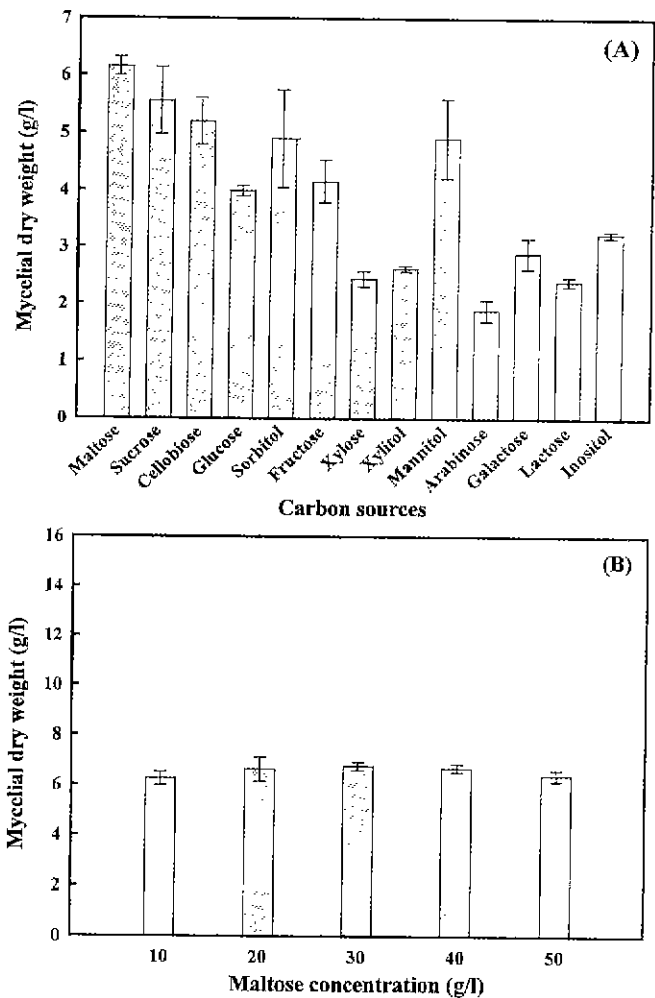 7
(A)
6
5
4
3
2
1
0
Mycelial dry weight (g/l)
Maltose
Sucrose
Cellobiose
Glucose
Sorbitol
Fructose
Xylose
Xylitol
Mannitol
Arabinose
Galactose
Lactose
Inositol
Carbon sources
16
(B)
14
12
10
8
6
4
2
0
Mycelial dry weight (g/l)
10 20 30 40 50
Maltose concentration (g/l)